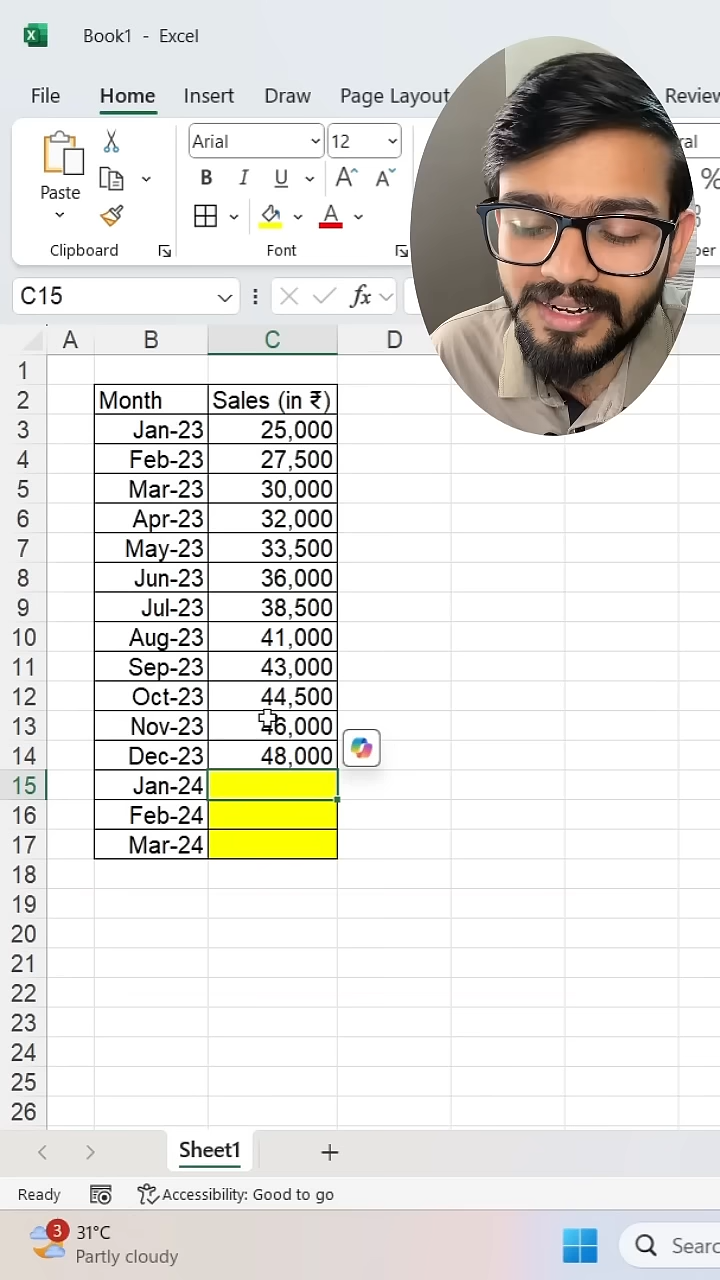 Book1 - Excel
File Home Insert Draw Page Layout Review
Paste
Clipboard
Arial 12
B I U A A
A
Font
%
C15 fx
A B C D
1
2 Month Sales (in ₹)
3 Jan-23 25,000
4 Feb-23 27,500
5 Mar-23 30,000
6 Apr-23 32,000
7 May-23 33,500
8 Jun-23 36,000
9 Jul-23 38,500
10 Aug-23 41,000
11 Sep-23 43,000
12 Oct-23 44,500
13 Nov-23 46,000
14 Dec-23 48,000
15 Jan-24
16 Feb-24
17 Mar-24
18
19
20
21
22
23
24
25
26
Sheet1 +
Ready Accessibility: Good to go
3 31°C
Partly cloudy
Searc